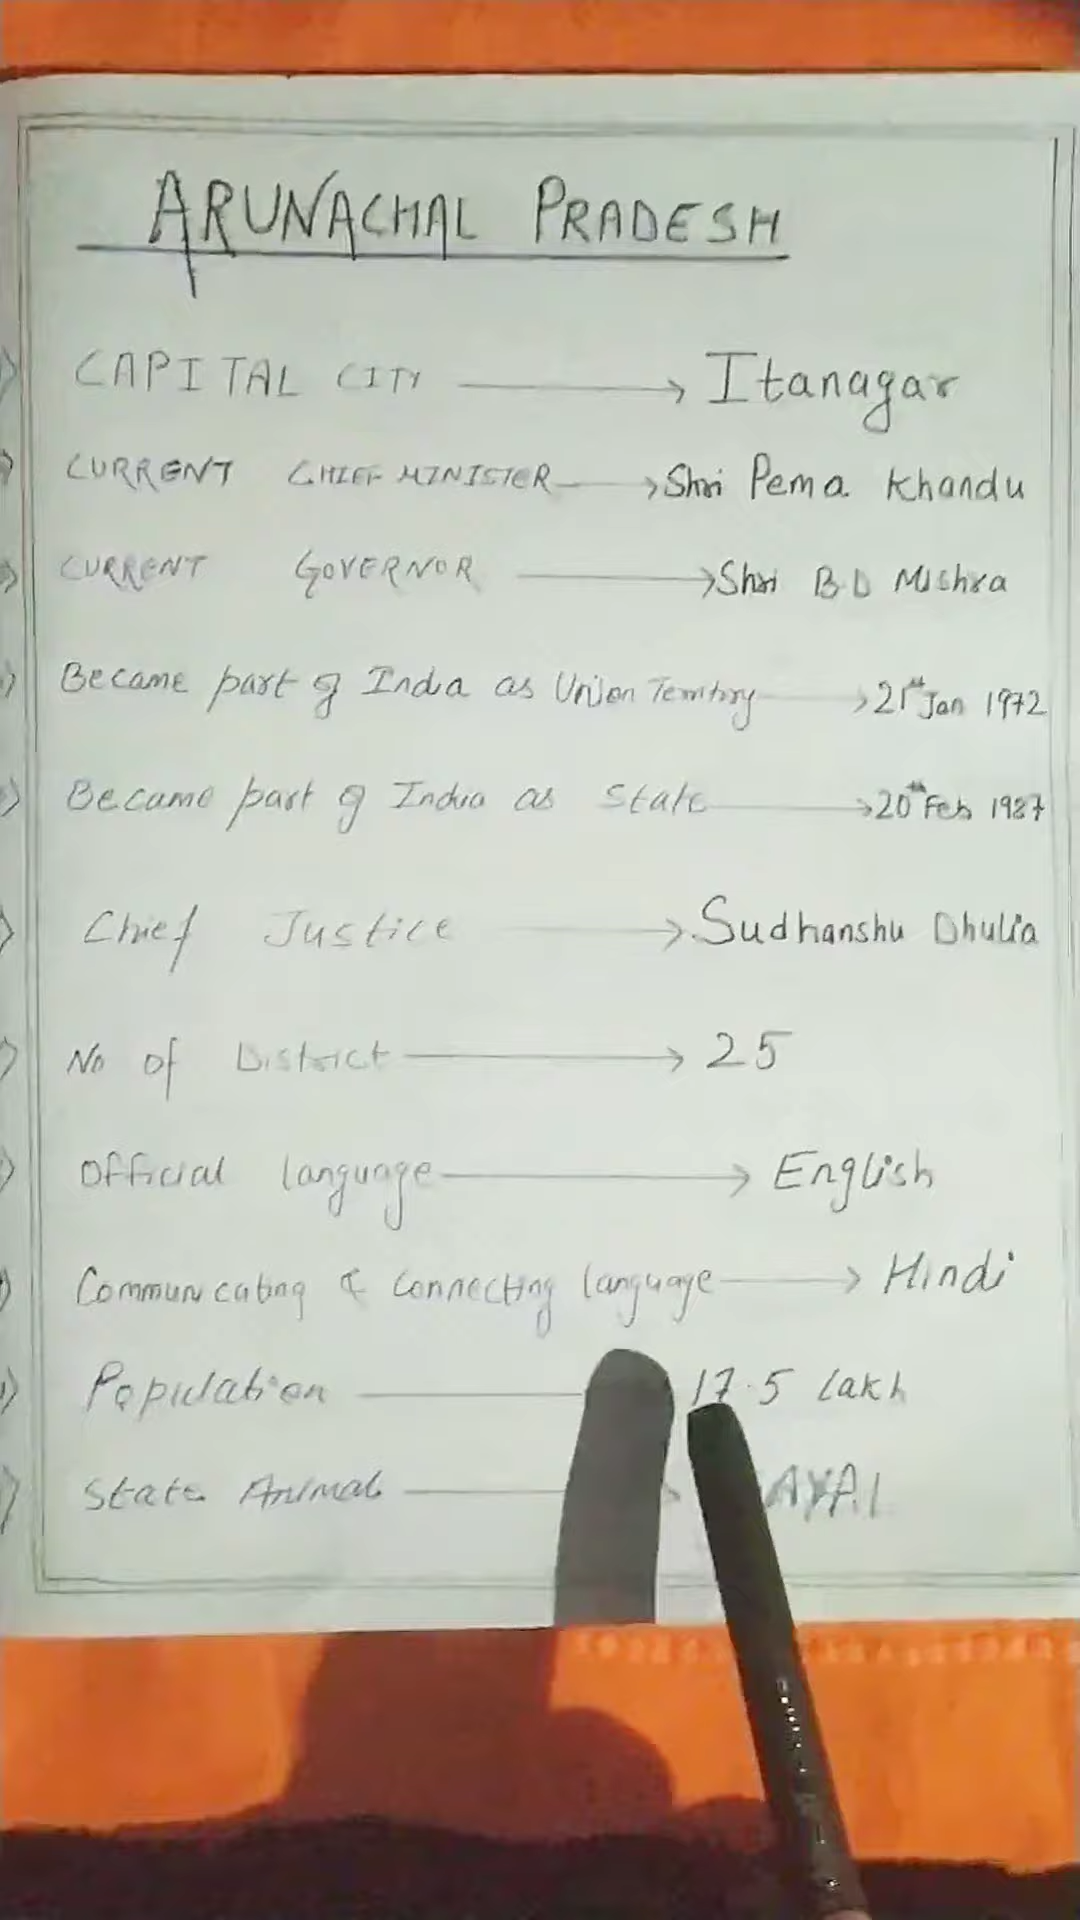 ARUNACHAL PRADESH
CAPITAL CITY → Itanagar
CURRENT CHIEF MINISTER → Shri Pema Khandu
CURRENT GOVERNOR → Shri B D Mishra
Became part of India as Union Territory → 21st Jan 1972
Became part of India as State → 20th Feb 1987
Chief Justice → Sudhanshu Dhulia
No of District → 25
Official language → English
Communicating & Connecting language → Hindi
Population 17.5 lakh
State Animal →